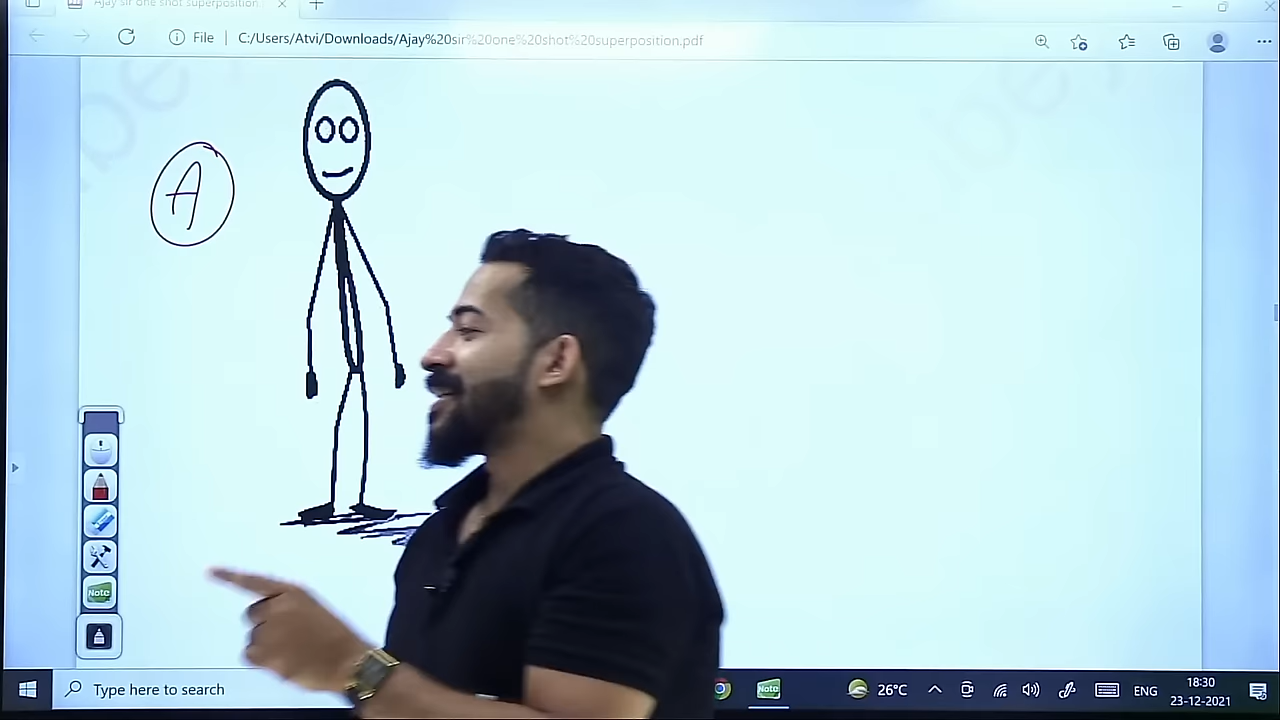 Ajay sir one shot superposition
File
C:/Users/Atvi/Downloads/Ajay%20sir%20one%20shot%20superposition.pdf
A
Note
Type here to search
Note
26°C
ENG
18:30
23-12-2021